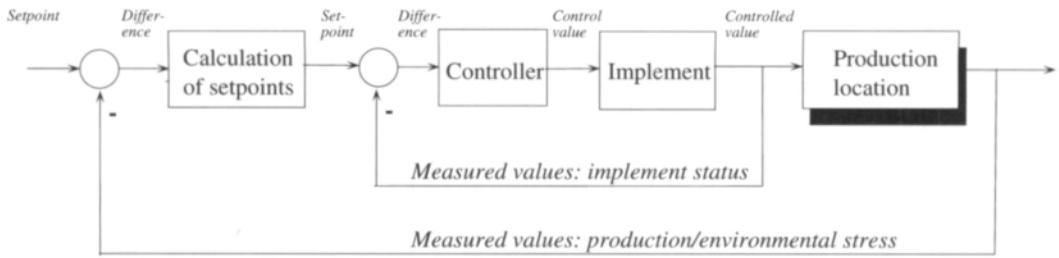 Setpoint
Differ-
ence
Set-
point
Differ-
ence
Control
value
Controlled
value
Calculation
of setpoints
Controller
Implement
Production
location
-
-
Measured values: implement status
Measured values: production/environmental stress